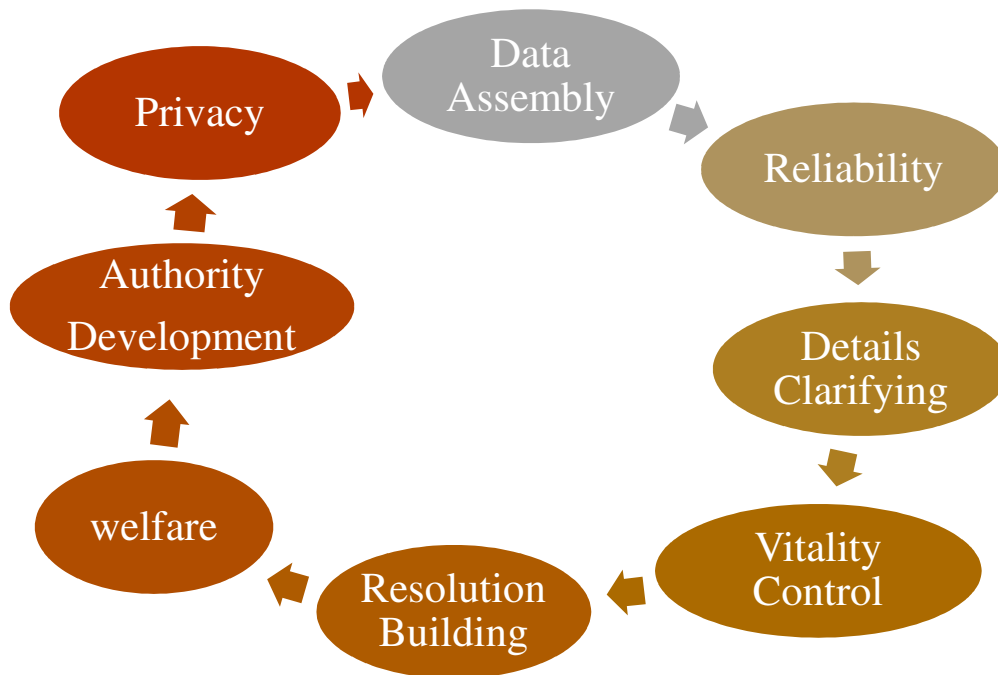 Data
Assembly
Reliability
Details
Clarifying
Vitality
Control
Resolution
Building
welfare
Authority
Development
Privacy